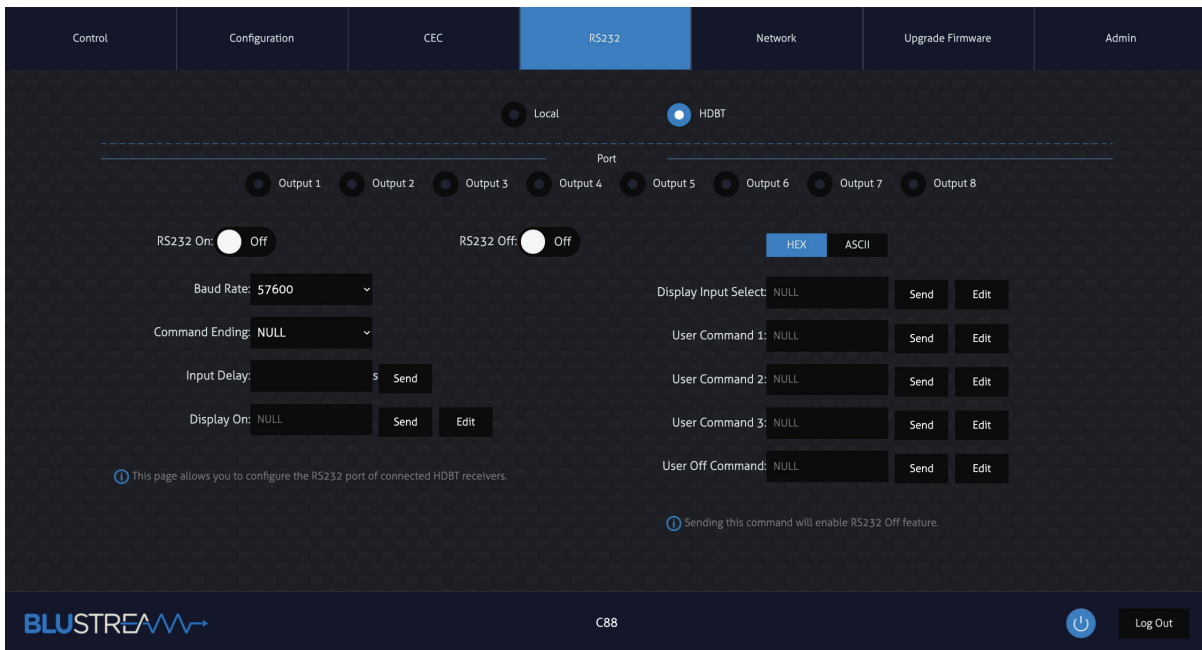 Control Configuration CEC RS232 Network Upgrade Firmware Admin
Local HDBT
Port
Output 1 Output 2 Output 3 Output 4 Output 5 Output 6 Output 7 Output 8
RS232 On: Off RS232 Off: Off HEX ASCII
Baud Rate: 57600
Command Ending: NULL
Input Delay: s Send
Display On: NULL Send Edit
This page allows you to configure the RS232 port of connected HDBT receivers.
Display Input Select: NULL Send Edit
User Command 1: NULL Send Edit
User Command 2: NULL Send Edit
User Command 3: NULL Send Edit
User Off Command: NULL Send Edit
Sending this command will enable RS232 Off feature.
BLUSTREAM C88 Log Out